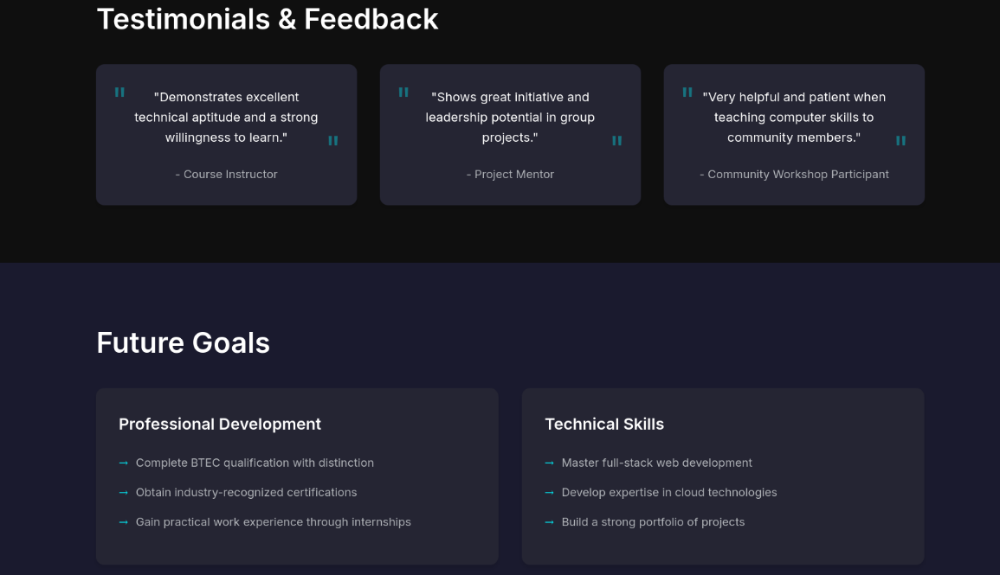 Testimonials & Feedback
"
"Demonstrates excellent
technical aptitude and a strong
willingness to learn."
"
- Course Instructor
"
"Shows great initiative and
leadership potential in group
projects."
"
- Project Mentor
"
"Very helpful and patient when
teaching computer skills to
community members."
"
- Community Workshop Participant
Future Goals
Professional Development
→ Complete BTEC qualification with distinction
→ Obtain industry-recognized certifications
→ Gain practical work experience through internships
Technical Skills
→ Master full-stack web development
→ Develop expertise in cloud technologies
→ Build a strong portfolio of projects